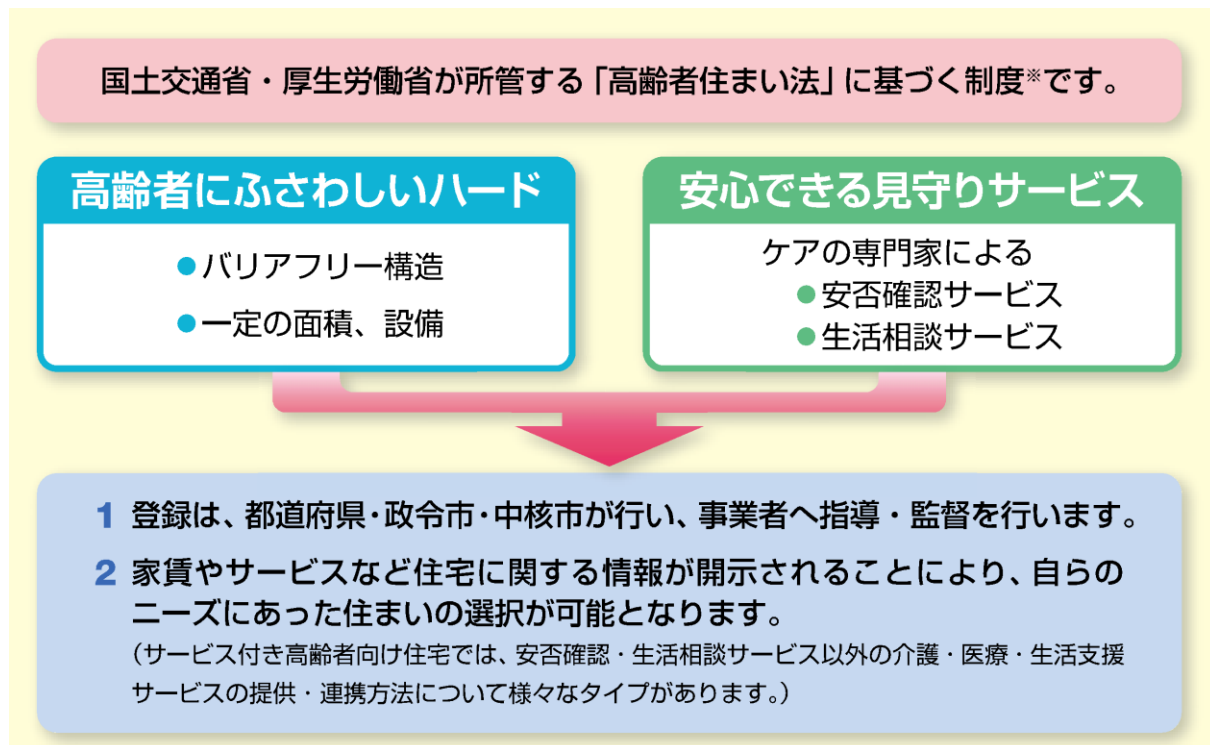 国土交通省・厚生労働省が所管する「高齢者住まい法」に基づく制度※です。
高齢者にふさわしいハード
●バリアフリー構造
●一定の面積、設備
安心できる見守りサービス
ケアの専門家による
●安否確認サービス
●生活相談サービス
1 登録は、都道府県・政令市・中核市が行い、事業者へ指導・監督を行います。
2 家賃やサービスなど住宅に関する情報が開示されることにより、自らの
ニーズにあった住まいの選択が可能となります。
（サービス付き高齢者向け住宅では、安否確認・生活相談サービス以外の介護・医療・生活支援
サービスの提供・連携方法について様々なタイプがあります。）